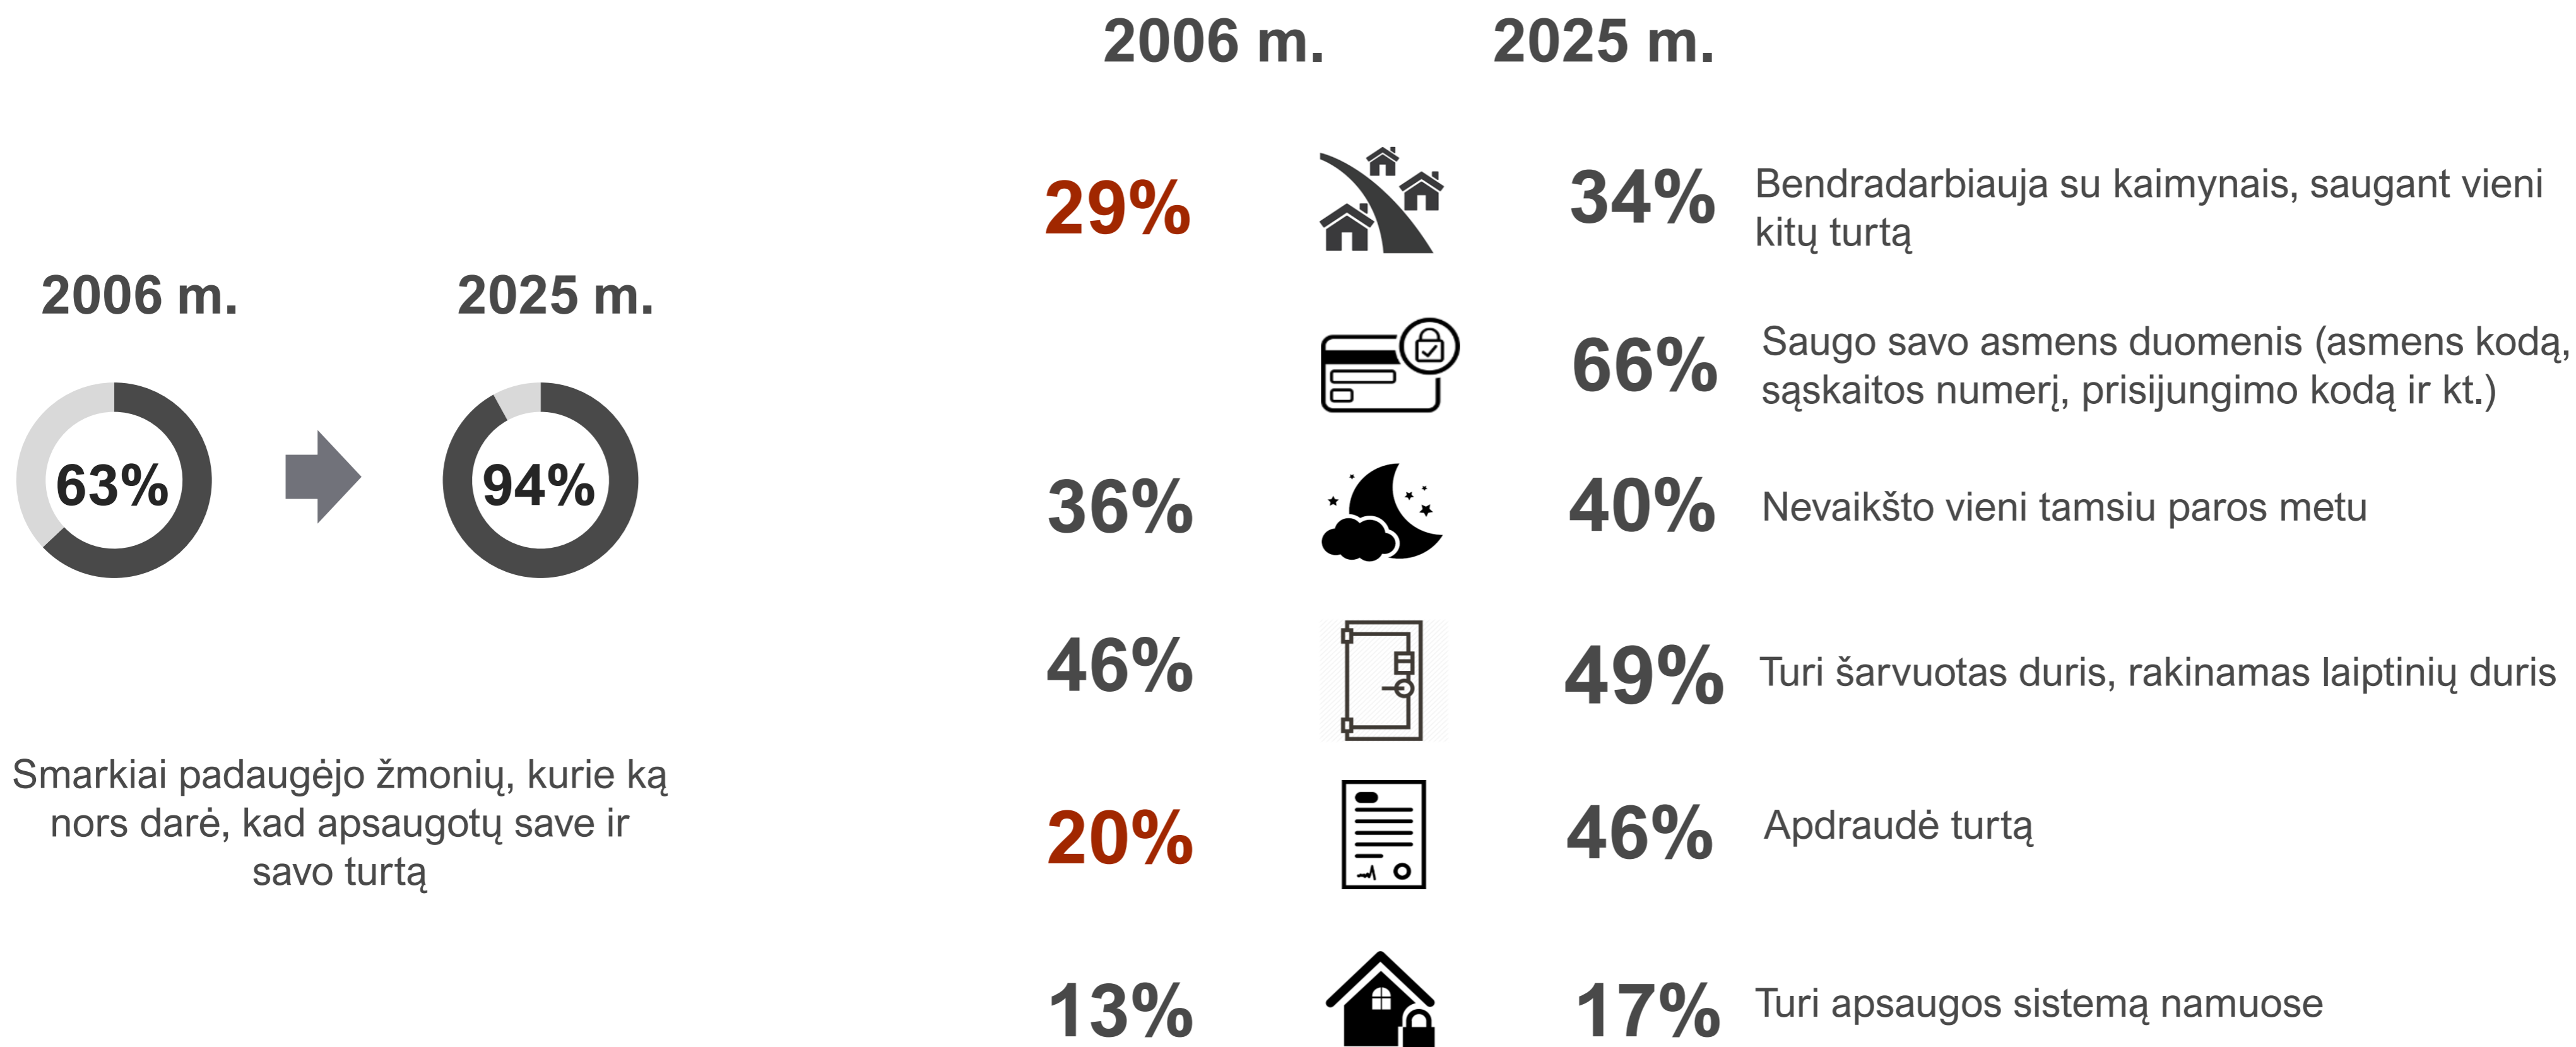 2006 m.
2025 m.
63%
94%
Smarkiai padaugėjo žmonių, kurie ką
nors darė, kad apsaugotų save ir
savo turtą
2006 m.
2025 m.
29%
34%
Bendradarbiauja su kaimynais, saugant vieni
kitų turtą
66%
Saugo savo asmens duomenis (asmens kodą,
sąskaitos numerį, prisijungimo kodą ir kt.)
36%
40%
Nevaikšto vieni tamsiu paros metu
46%
49%
Turi šarvuotas duris, rakinamas laiptinių duris
20%
46%
Apdraudė turtą
13%
17%
Turi apsaugos sistemą namuose